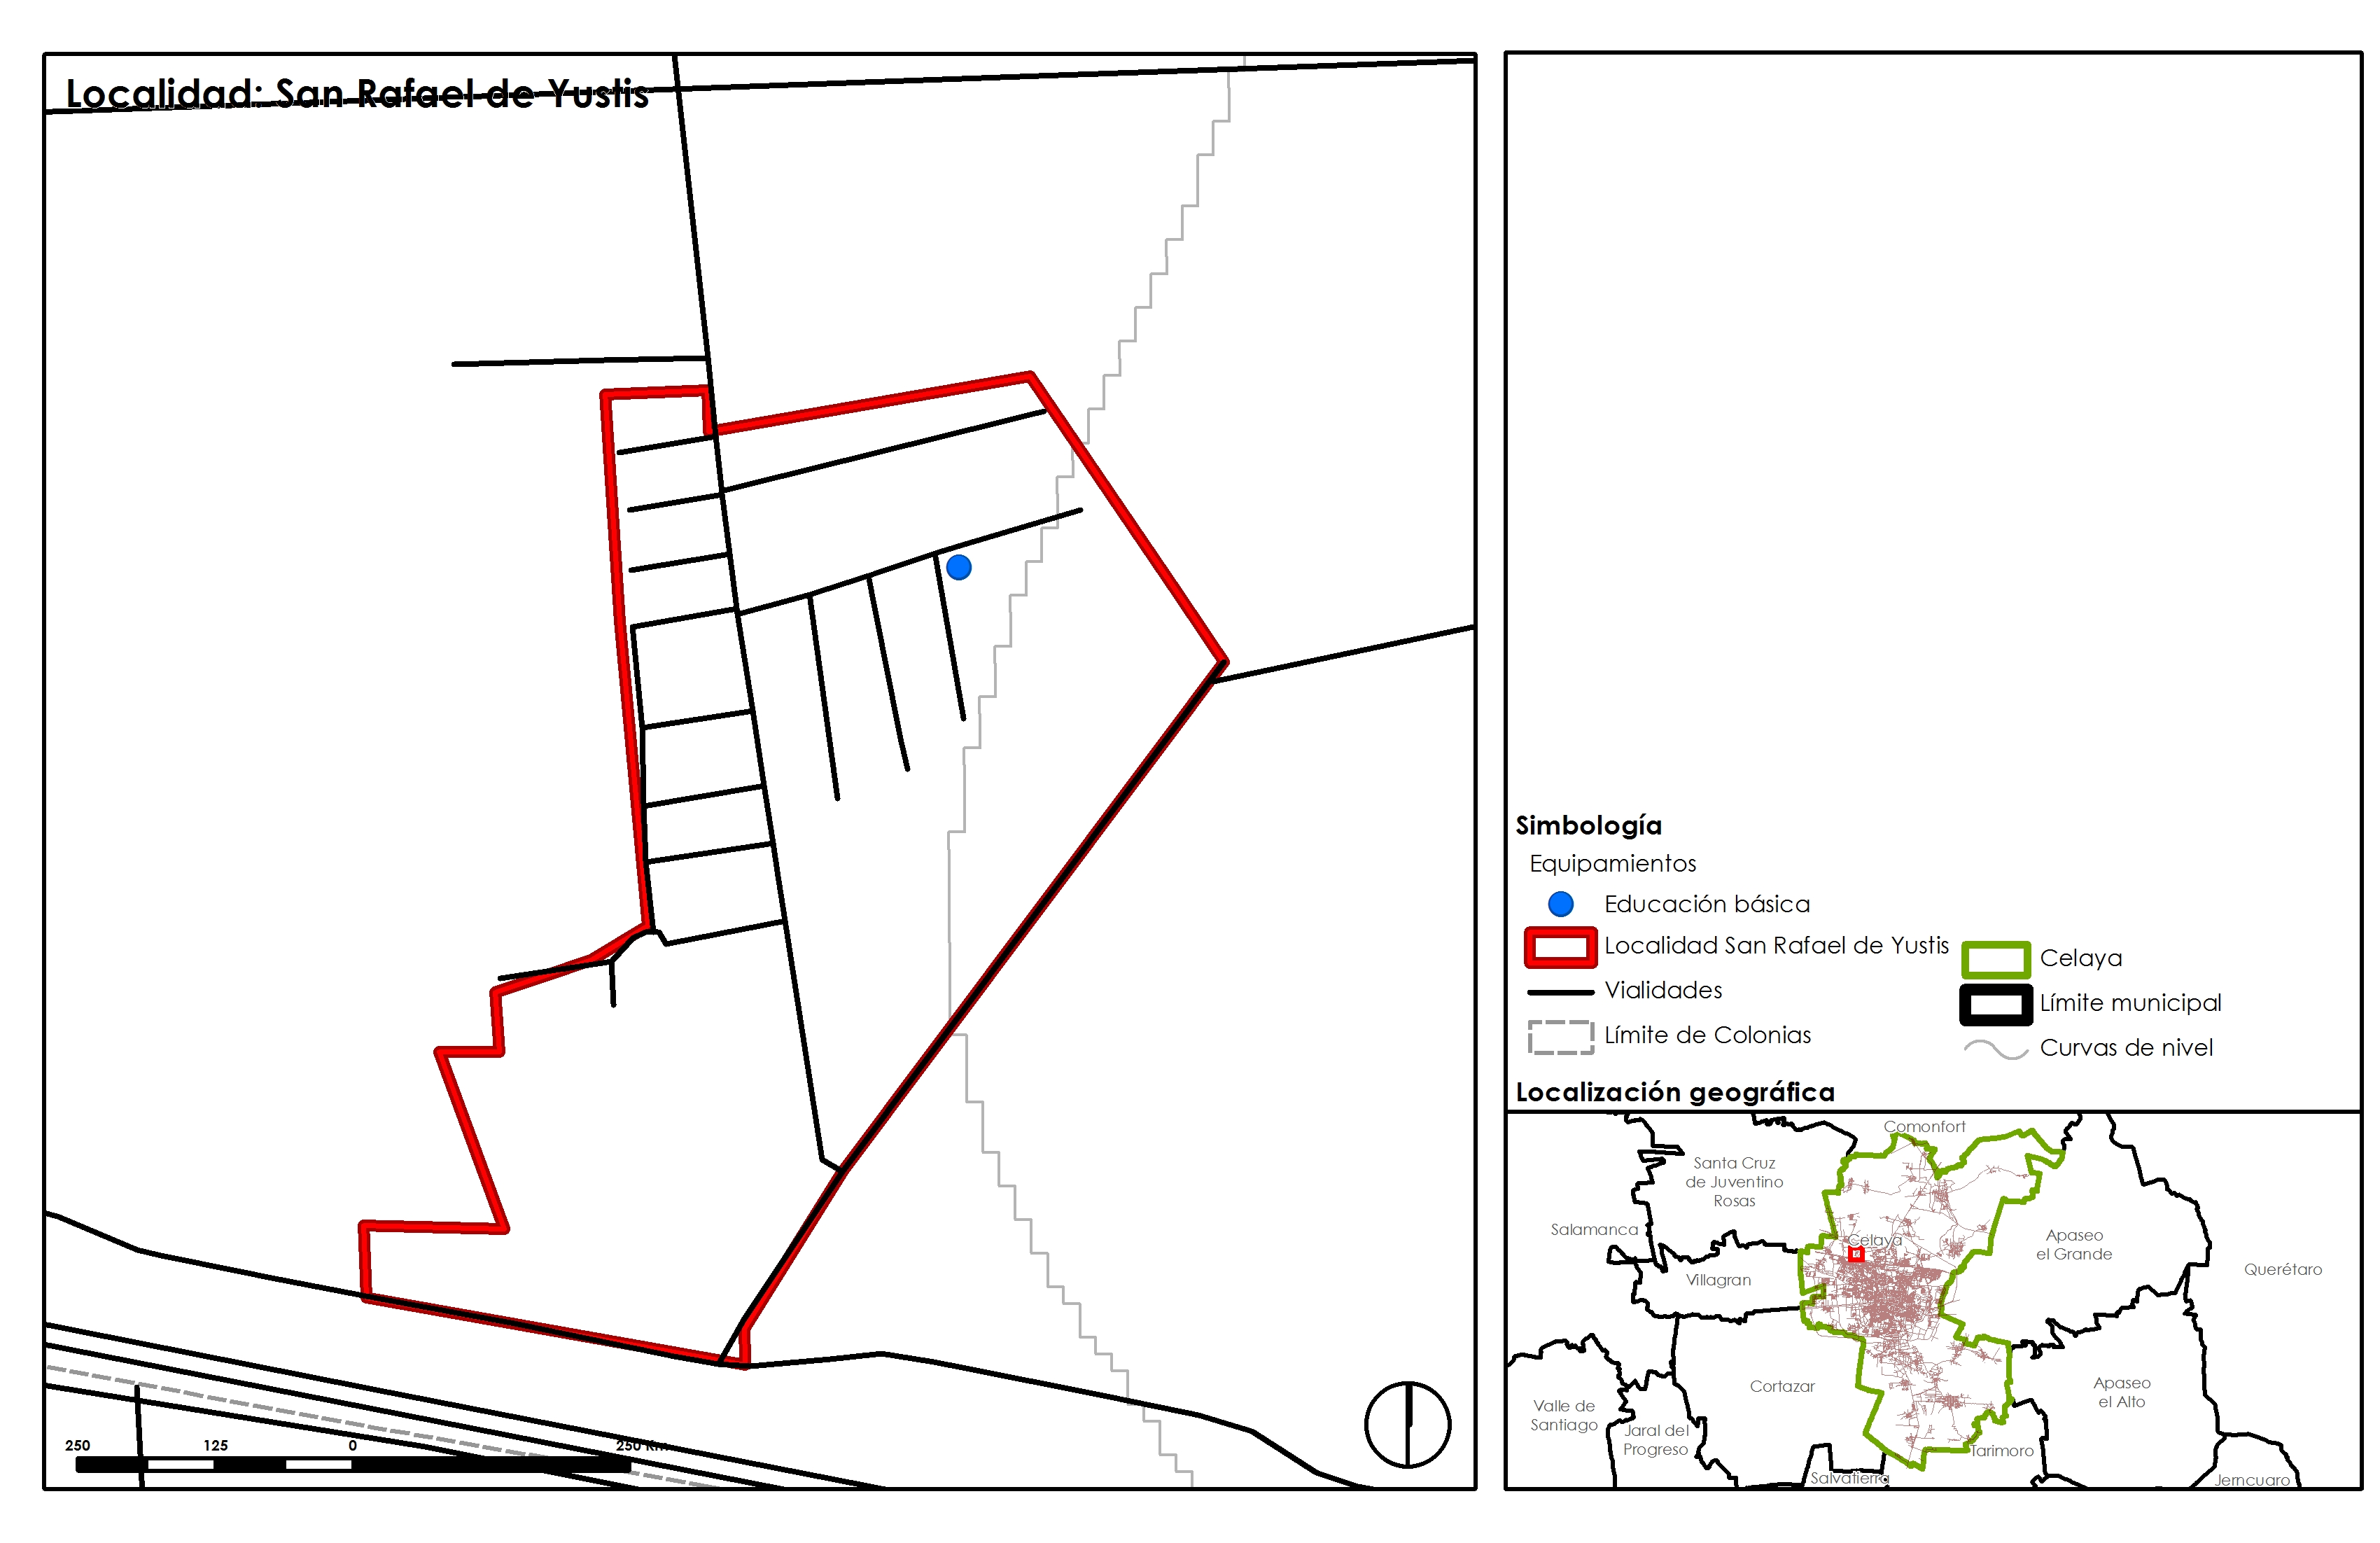 Localidad: San Rafael de Yustis
250 125 0 250 Km
Simbología
Equipamientos
Educación básica
Localidad San Rafael de Yustis
Vialidades
Límite de Colonias
Celaya
Límite municipal
Curvas de nivel
Localización geográfica
Comonfort
Santa Cruz
de Juventino
Rosas
Salamanca
Celaya
Apaseo
el Grande
Villagran
Querétaro
Cortazar
Apaseo
el Alto
Valle de
Santiago
Jaral del
Progreso
Tarimoro
Salvatierra
Jerncuaro